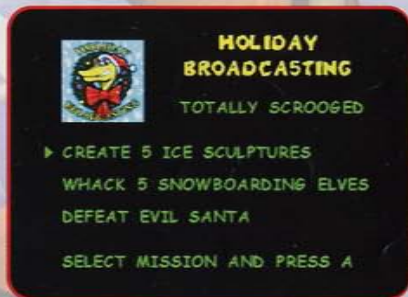 HOLIDAY
BROADCASTING
TOTALLY SCROOGED
CREATE 5 ICE SCULPTURES
WHACK 5 SNOWBOARDING ELVES
DEFEAT EVIL SANTA
SELECT MISSION AND PRESS A